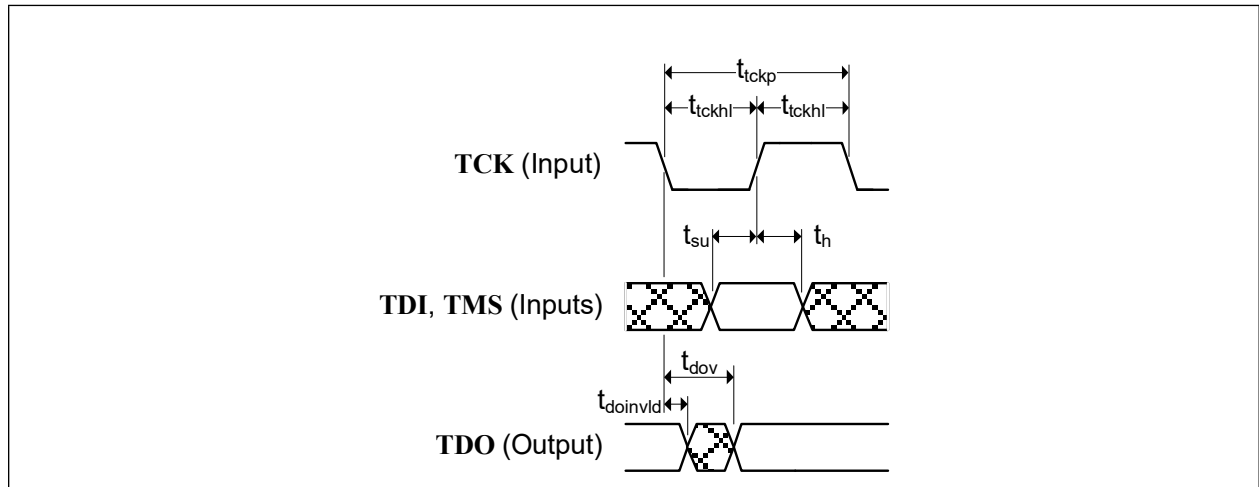 t_tckp
t_tckhl t_tckhl
TCK (Input)
t_su t_h
TDI, TMS (Inputs)
t_dov
t_doinvld
TDO (Output)